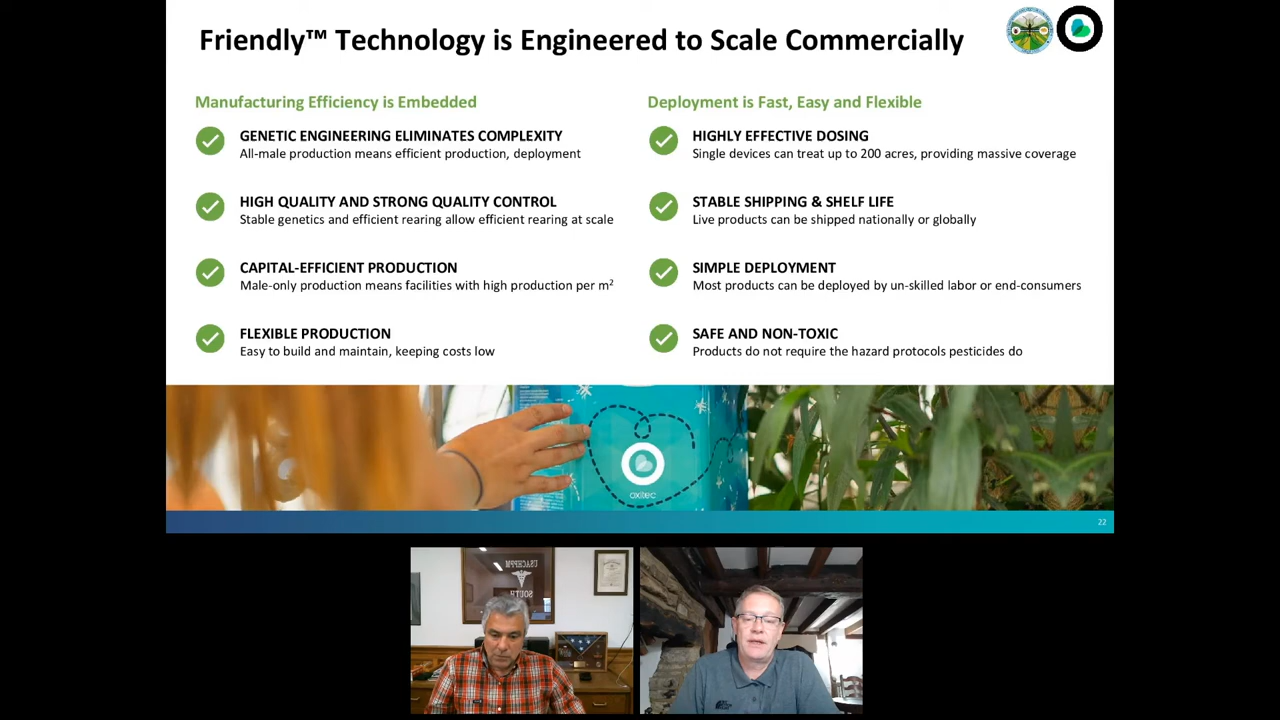 Friendly™ Technology is Engineered to Scale Commercially
Manufacturing Efficiency is Embedded
GENETIC ENGINEERING ELIMINATES COMPLEXITY
All-male production means efficient production, deployment
HIGH QUALITY AND STRONG QUALITY CONTROL
Stable genetics and efficient rearing allow efficient rearing at scale
CAPITAL-EFFICIENT PRODUCTION
Male-only production means facilities with high production per m²
FLEXIBLE PRODUCTION
Easy to build and maintain, keeping costs low
Deployment is Fast, Easy and Flexible
HIGHLY EFFECTIVE DOSING
Single devices can treat up to 200 acres, providing massive coverage
STABLE SHIPPING & SHELF LIFE
Live products can be shipped nationally or globally
SIMPLE DEPLOYMENT
Most products can be deployed by un-skilled labor or end-consumers
SAFE AND NON-TOXIC
Products do not require the hazard protocols pesticides do
oxitec
22
USACHPPM
SOUTH